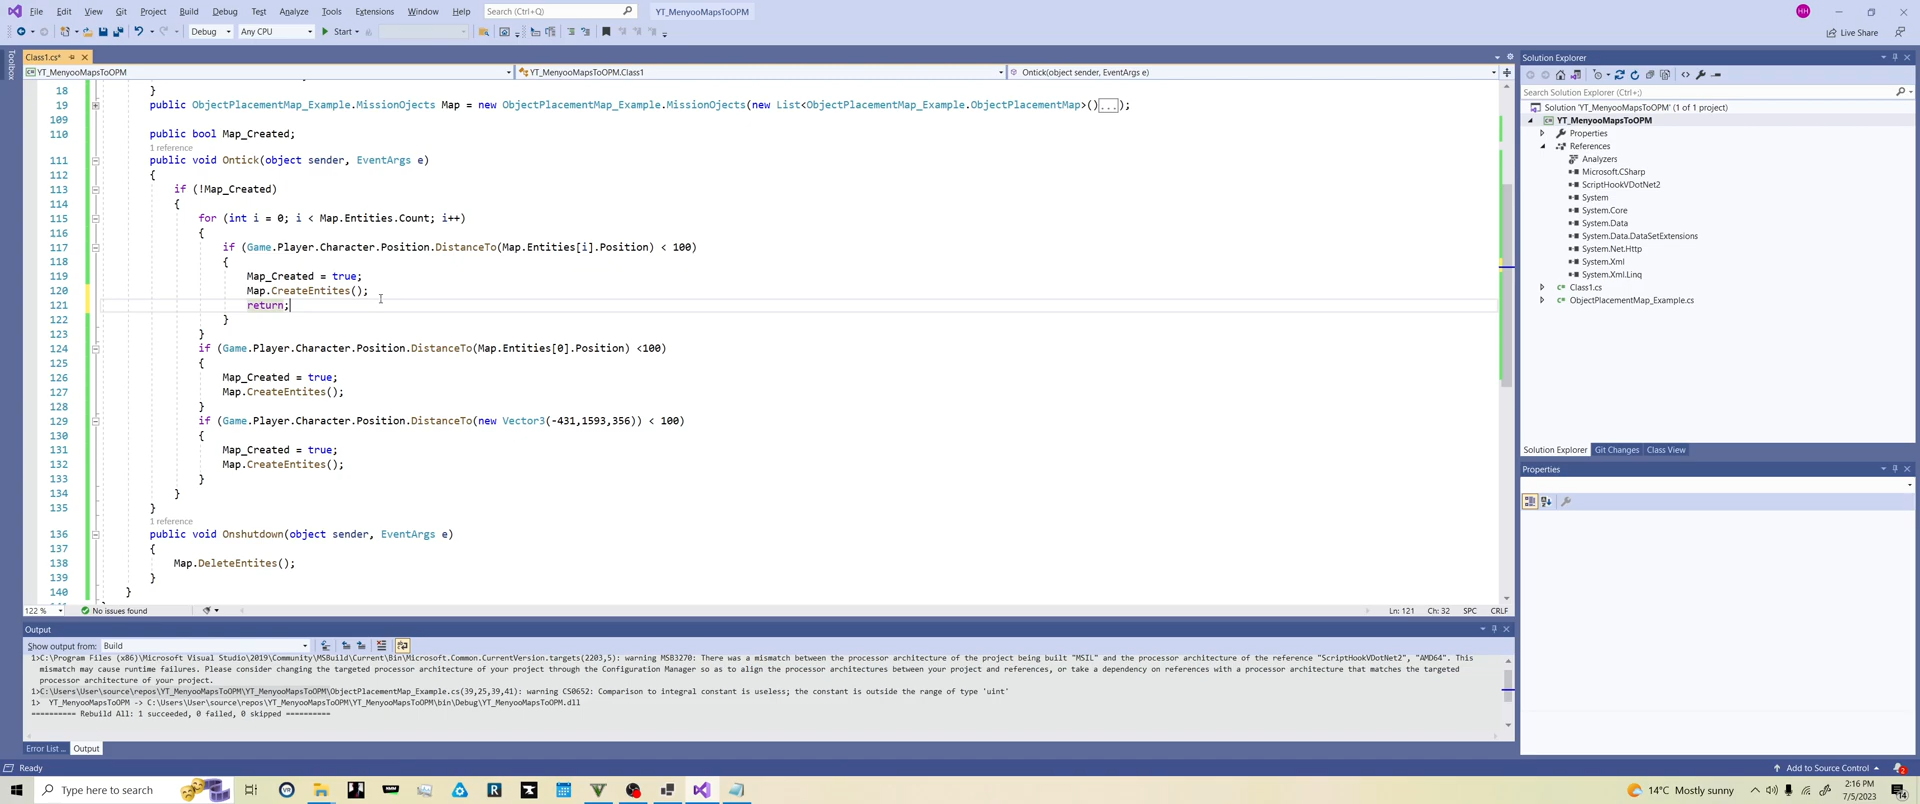 File Edit View Git Project Build Debug Test Analyze Tools Extensions Window Help Search (Ctrl+Q) YT_MenyooMapsToOPM HH
Debug Any CPU Start Live Share
Toolbox
Class1.cs*
YT_MenyooMapsToOPM YT_MenyooMapsToOPM.Class1 Ontick(object sender, EventArgs e)
18 }
19 public ObjectPlacementMap_Example.MissionOjects Map = new ObjectPlacementMap_Example.MissionOjects(new List<ObjectPlacementMap_Example.ObjectPlacementMap>()...);
109
110 public bool Map_Created;
1 reference
111 public void Ontick(object sender, EventArgs e)
112 {
113 if (!Map_Created)
114 {
115 for (int i = 0; i < Map.Entities.Count; i++)
116 {
117 if (Game.Player.Character.Position.DistanceTo(Map.Entities[i].Position) < 100)
118 {
119 Map_Created = true;
120 Map.CreateEntites();
121 return;
122 }
123 }
124 if (Game.Player.Character.Position.DistanceTo(Map.Entities[0].Position) <100)
125 {
126 Map_Created = true;
127 Map.CreateEntites();
128 }
129 if (Game.Player.Character.Position.DistanceTo(new Vector3(-431,1593,356)) < 100)
130 {
131 Map_Created = true;
132 Map.CreateEntites();
133 }
134 }
135 }
1 reference
136 public void Onshutdown(object sender, EventArgs e)
137 {
138 Map.DeleteEntites();
139 }
140 }
122 % No issues found Ln: 121 Ch: 32 SPC CRLF
Output
Show output from: Build
1>C:\Program Files (x86)\Microsoft Visual Studio\2019\Community\MSBuild\Current\Bin\Microsoft.Common.CurrentVersion.targets(2203,5): warning MSB3270: There was a mismatch between the processor architecture of the project being built "MSIL" and the processor architecture of the reference "ScriptHookVDotNet2", "AMD64". This
mismatch may cause runtime failures. Please consider changing the targeted processor architecture of your project through the Configuration Manager so as to align the processor architectures between your project and references, or take a dependency on references with a processor architecture that matches the targeted
processor architecture of your project.
1>C:\Users\User\source\repos\YT_MenyooMapsToOPM\YT_MenyooMapsToOPM\ObjectPlacementMap_Example.cs(39,25,39,41): warning CS0652: Comparison to integral constant is useless; the constant is outside the range of type 'uint'
1> YT_MenyooMapsToOPM -> C:\Users\User\source\repos\YT_MenyooMapsToOPM\YT_MenyooMapsToOPM\bin\Debug\YT_MenyooMapsToOPM.dll
========== Rebuild All: 1 succeeded, 0 failed, 0 skipped ==========
Error List ... Output
Solution Explorer
Search Solution Explorer (Ctrl+;)
Solution 'YT_MenyooMapsToOPM' (1 of 1 project)
YT_MenyooMapsToOPM
Properties
References
Analyzers
Microsoft.CSharp
ScriptHookVDotNet2
System
System.Core
System.Data
System.Data.DataSetExtensions
System.Net.Http
System.Xml
System.Xml.Linq
Class1.cs
ObjectPlacementMap_Example.cs
Solution Explorer Git Changes Class View
Properties
Ready Add to Source Control 2
Type here to search 14°C Mostly sunny 2:16 PM
7/5/2023 14